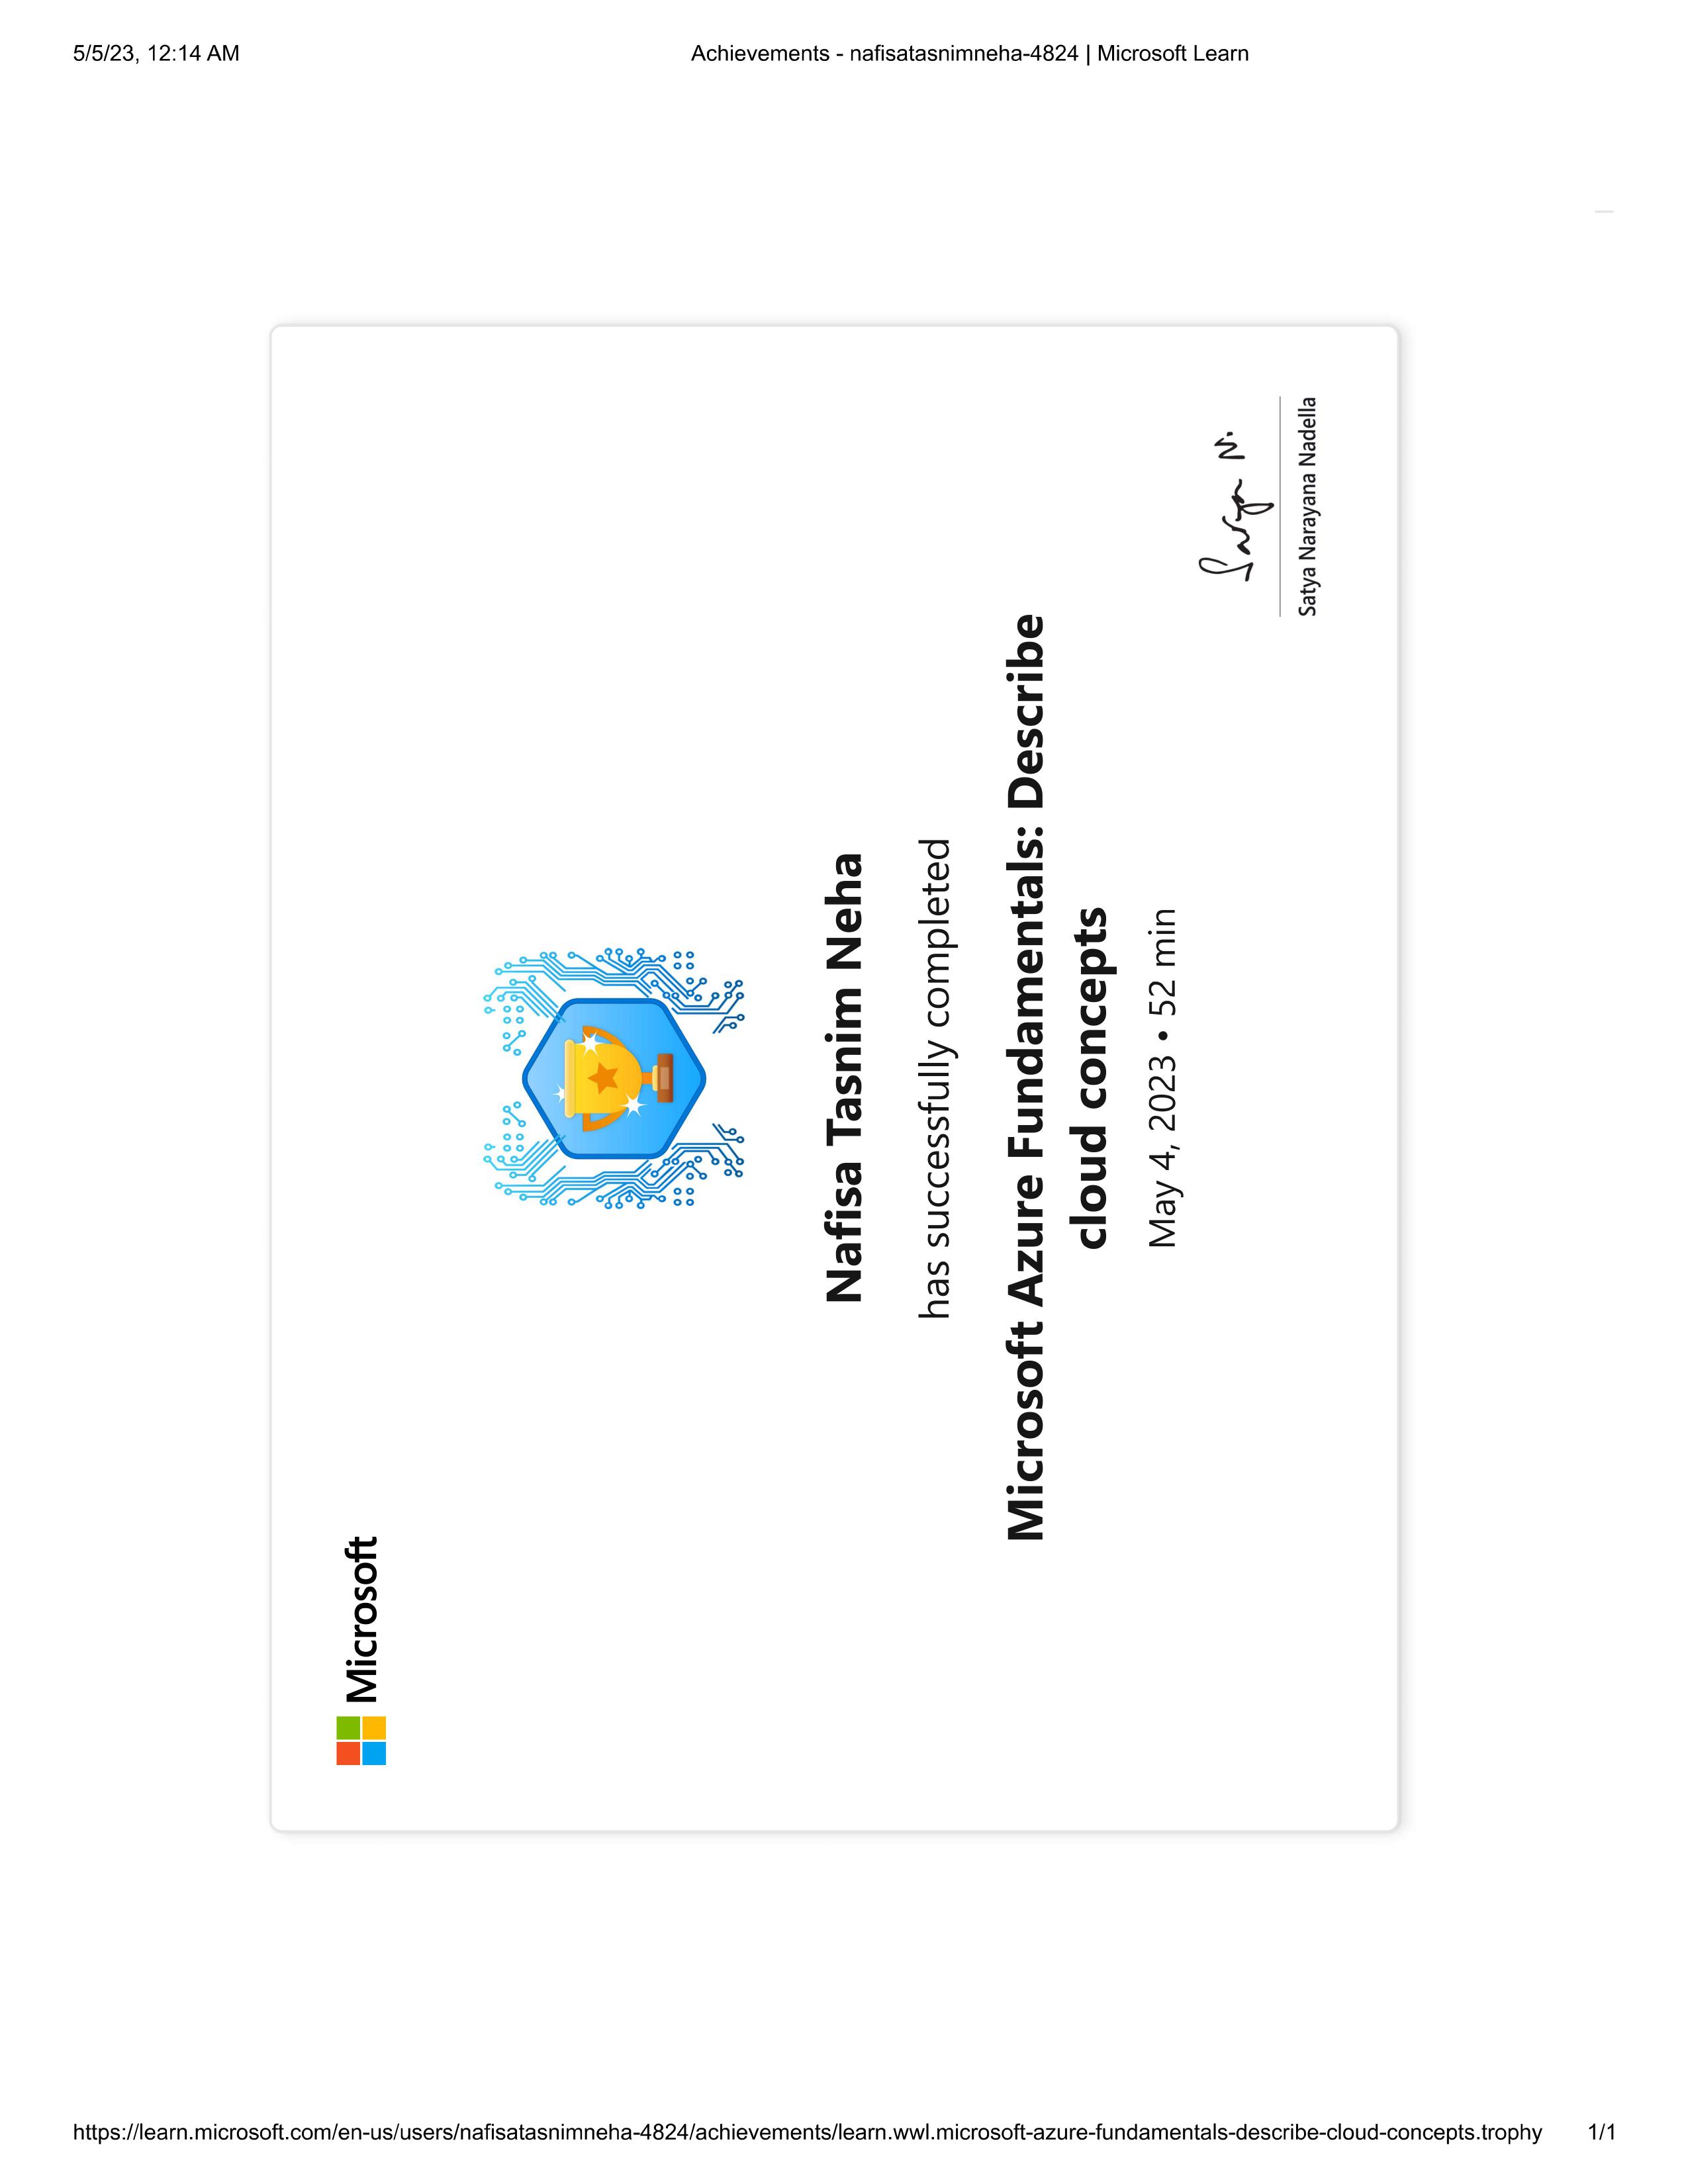 5/5/23, 12:14 AM
Achievements - nafisatasnimneha-4824 | Microsoft Learn
Microsoft
Nafisa Tasnim Neha
has successfully completed
Microsoft Azure Fundamentals: Describe
cloud concepts
May 4, 2023 • 52 min
Satya N.
Satya Narayana Nadella
https://learn.microsoft.com/en-us/users/nafisatasnimneha-4824/achievements/learn.wwl.microsoft-azure-fundamentals-describe-cloud-concepts.trophy
1/1